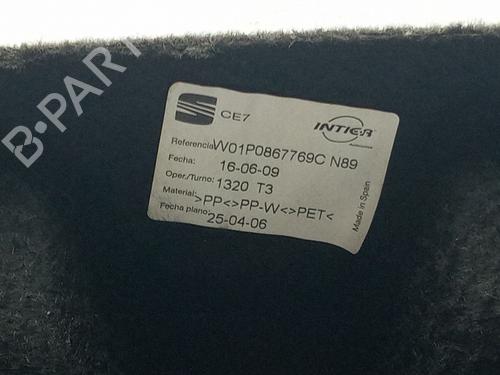 B-PARTS
CE7
INTIER
Automotive
Referencia: W01P0867769C N89
Fecha: 16-06-09
Oper./Turno: 1320 T3
Material: >PP<>PP-W<>PET<
Fecha plano: 25-04-06
Made in Spain